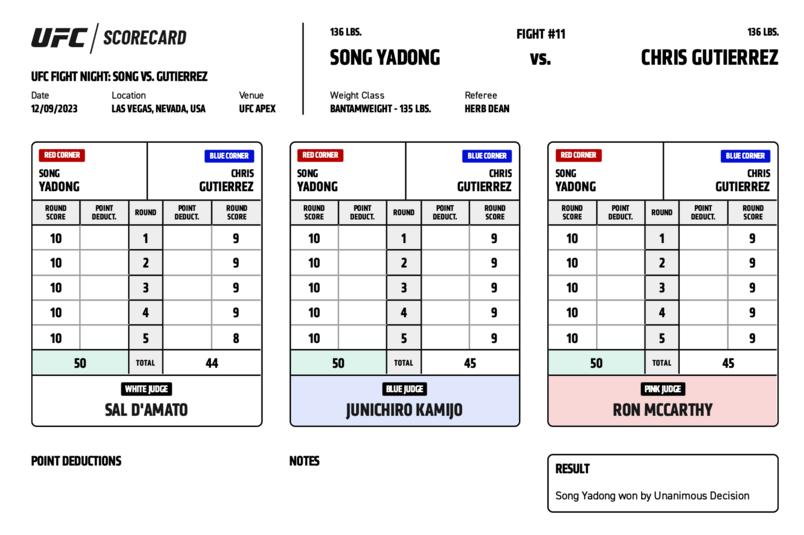 UFC / SCORECARD
UFC FIGHT NIGHT: SONG VS. GUTIERREZ
Date Location Venue
12/09/2023 LAS VEGAS, NEVADA, USA UFC APEX
136 LBS. FIGHT #11 136 LBS.
SONG YADONG VS. CHRIS GUTIERREZ
Weight Class Referee
BANTAMWEIGHT - 135 LBS. HERB DEAN
RED CORNER BLUE CORNER
SONG CHRIS
YADONG GUTIERREZ
ROUND SCORE POINT DEDUCT. ROUND POINT DEDUCT. ROUND SCORE
10 1 9
10 2 9
10 3 9
10 4 9
10 5 8
50 TOTAL 44
WHITE JUDGE
SAL D'AMATO
RED CORNER BLUE CORNER
SONG CHRIS
YADONG GUTIERREZ
ROUND SCORE POINT DEDUCT. ROUND POINT DEDUCT. ROUND SCORE
10 1 9
10 2 9
10 3 9
10 4 9
10 5 9
50 TOTAL 45
BLUE JUDGE
JUNICHIRO KAMIJO
RED CORNER BLUE CORNER
SONG CHRIS
YADONG GUTIERREZ
ROUND SCORE POINT DEDUCT. ROUND POINT DEDUCT. ROUND SCORE
10 1 9
10 2 9
10 3 9
10 4 9
10 5 9
50 TOTAL 45
PINK JUDGE
RON MCCARTHY
POINT DEDUCTIONS
NOTES
RESULT
Song Yadong won by Unanimous Decision